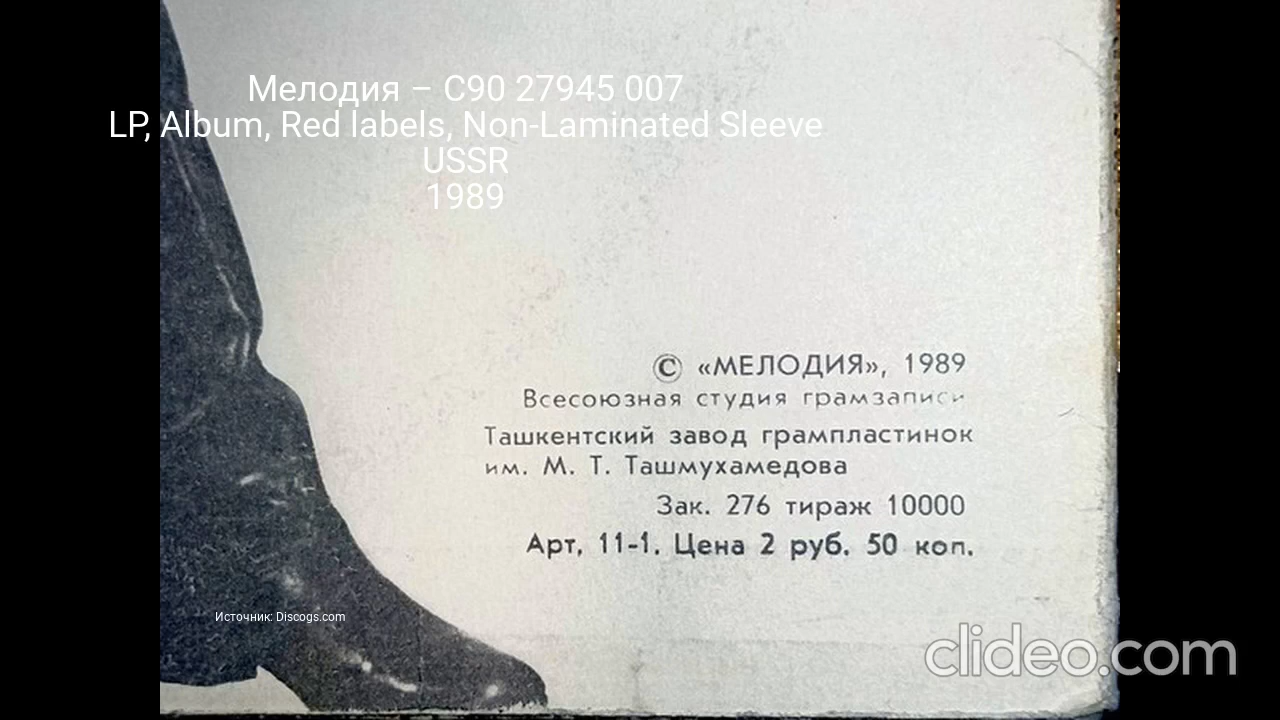 Мелодия – С90 27945 007
LP, Album, Red labels, Non-Laminated Sleeve
USSR
1989
© «МЕЛОДИЯ», 1989
Всесоюзная студия грамзаписи
Ташкентский завод грампластинок
им. М. Т. Ташмухамедова
Зак. 276 тираж 10000
Арт. 11-1. Цена 2 руб. 50 коп.
Источник: Discogs.com
clideo.com